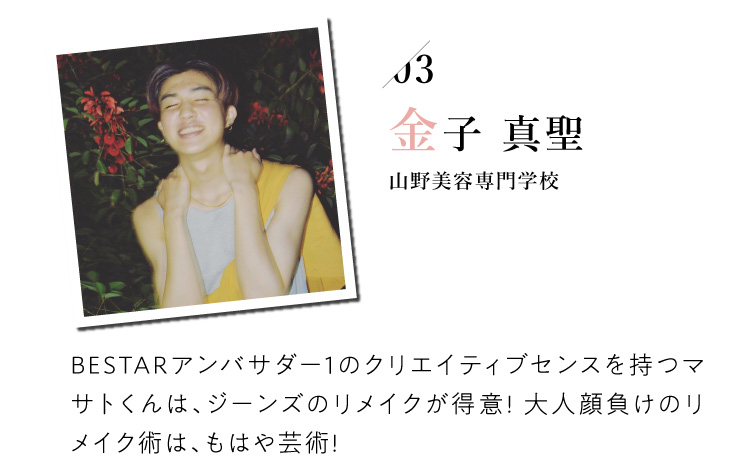 03
金子 真聖
山野美容専門学校
BESTARアンバサダー1のクリエイティブセンスを持つマ
サトくんは、ジーンズのリメイクが得意! 大人顔負けのリ
メイク術は、もはや芸術!